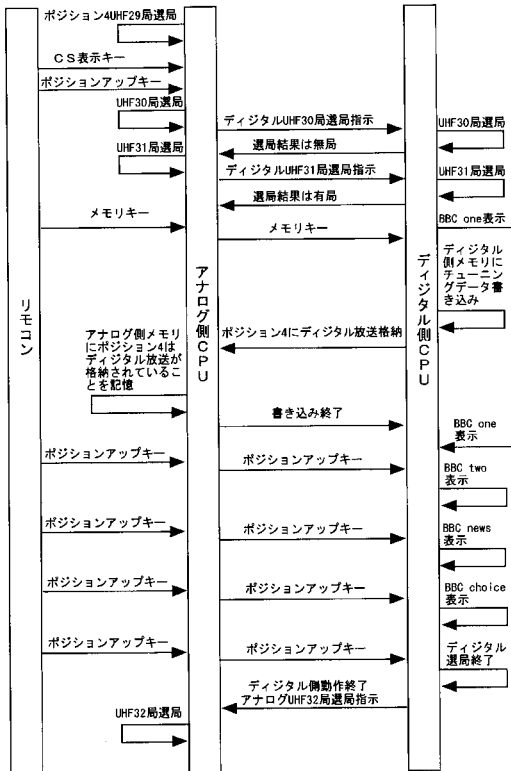 ポジション4UHF29局選局
CS表示キー
ポジションアップキー
UHF30局選局
ディジタルUHF30局選局指示
UHF30局選局
選局結果は無局
UHF31局選局
ディジタルUHF31局選局指示
UHF31局選局
選局結果は有局
メモリキー
メモリキー
BBC one表示
ディジタル
側メモリに
チューニン
グデータ書
き込み
リモコン
アナログ側CPU
ディジタル側CPU
ポジション4にディジタル放送格納
アナログ側メモリ
にポジション4は
ディジタル放送が
格納されているこ
とを記憶
書き込み終了
BBC one
表示
ポジションアップキー
ポジションアップキー
BBC two
表示
ポジションアップキー
ポジションアップキー
BBC news
表示
ポジションアップキー
ポジションアップキー
BBC choice
表示
ポジションアップキー
ポジションアップキー
ディジタル
選局終了
ディジタル側動作終了
アナログUHF32局選局指示
UHF32局選局